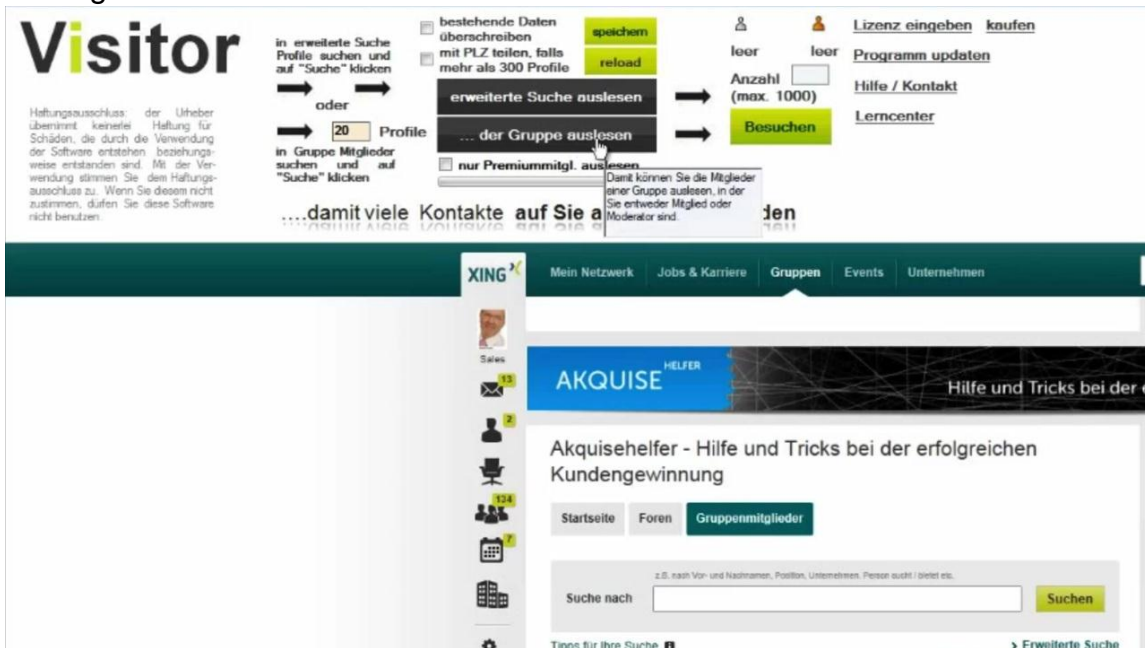 Visitor
Haftungsausschluss: der Urheber
übernimmt keinerlei Haftung für
Schäden, die durch die Verwendung
der Software entstehen beziehungs-
weise entstanden sind. Mit der Ver-
wendung stimmen Sie dem Haftungs-
ausschluss zu. Wenn Sie diesem nicht
zustimmen, dürfen Sie diese Software
nicht benutzen.
in erweiterte Suche
Profile suchen und
auf "Suche" klicken
oder
20 Profile
in Gruppe Mitglieder
suchen und auf
"Suche" klicken
bestehende Daten
überschreiben
mit PLZ teilen, falls
mehr als 300 Profile
speichern
reload
erweiterte Suche auslesen
... der Gruppe auslesen
nur Premiummitgl. auslesen
Damit können Sie die Mitglieder
einer Gruppe auslesen, in der
Sie entweder Mitglied oder
Moderator sind.
leer leer
Anzahl
(max. 1000)
Besuchen
Lizenz eingeben kaufen
Programm updaten
Hilfe / Kontakt
Lerncenter
....damit viele Kontakte auf Sie a den
XING
Mein Netzwerk Jobs & Karriere Gruppen Events Unternehmen
Sales
13
2
134
7
AKQUISE HELFER
Hilfe und Tricks bei der
Akquisehelfer - Hilfe und Tricks bei der erfolgreichen
Kundengewinnung
Startseite Foren Gruppenmitglieder
z.B. nach Vor- und Nachnamen, Position, Unternehmen, Person sucht / bietet etc.
Suche nach
Suchen
Tipps für Ihre Suche
> Erweiterte Suche